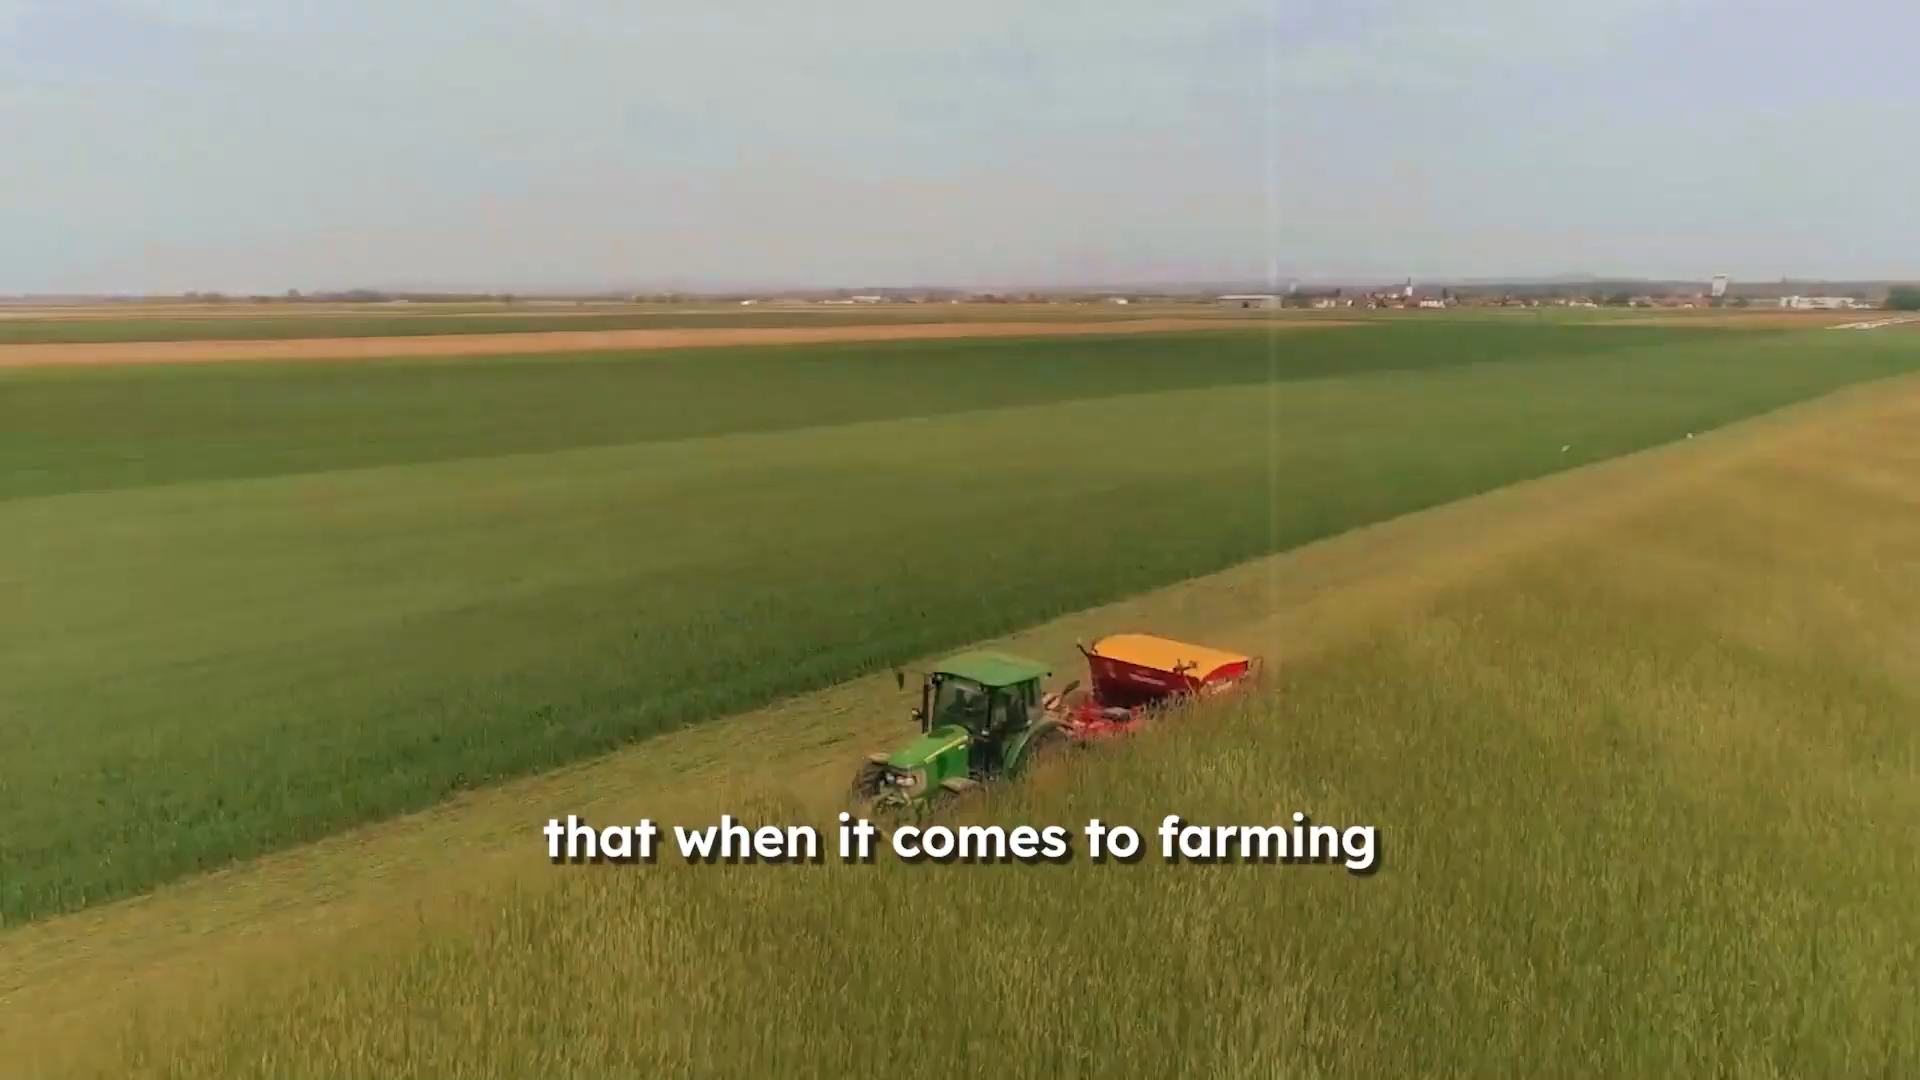 that when it comes to farming